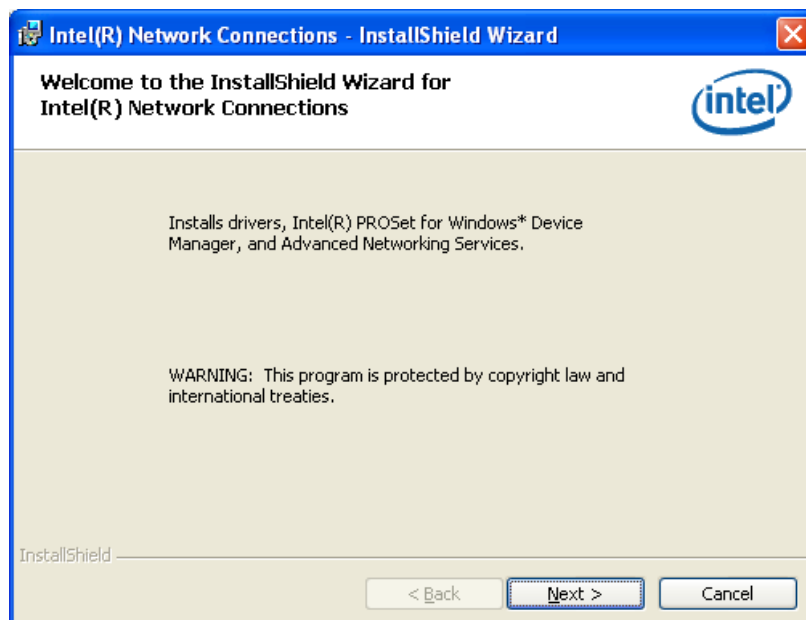 Intel(R) Network Connections - InstallShield Wizard
Welcome to the InstallShield Wizard for
Intel(R) Network Connections
intel
Installs drivers, Intel(R) PROSet for Windows* Device
Manager, and Advanced Networking Services.
WARNING: This program is protected by copyright law and
international treaties.
InstallShield
< Back
Next >
Cancel